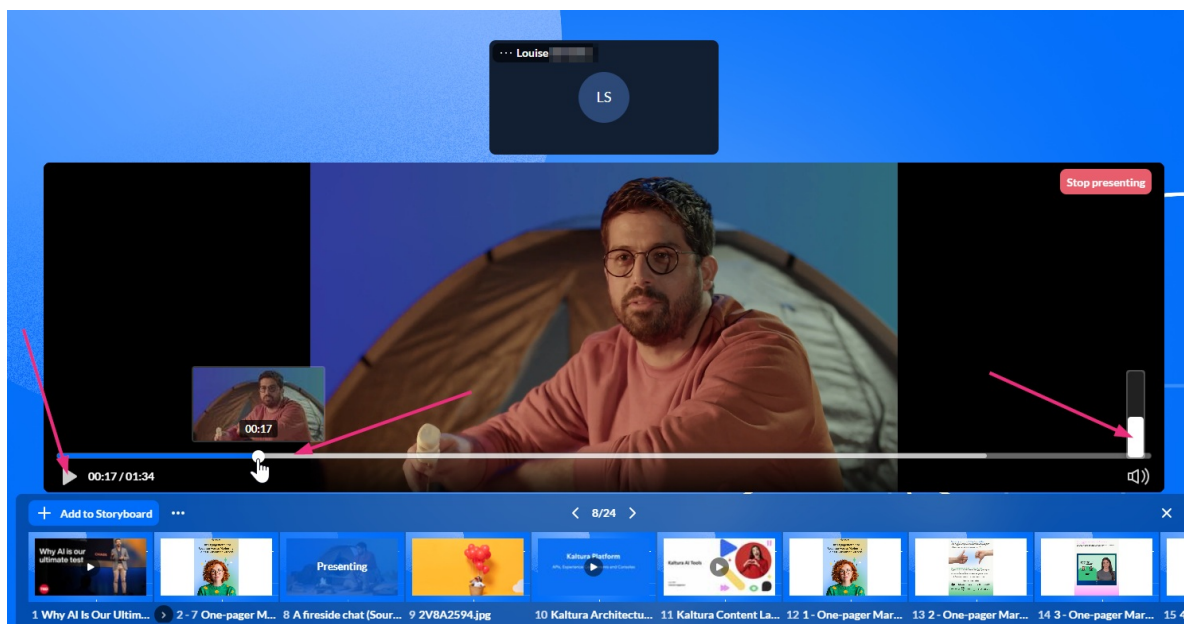 ··· Louise
LS
Stop presenting
00:17
00:17 / 01:34
+ Add to Storyboard ···
< 8/24 >
Why AI is our
ultimate test
Presenting
Kaltura Platform
Kaltura AI Tools
1 Why AI Is Our Ultim...
2 - 7 One-pager M...
8 A fireside chat (Sour...
9 2V8A2594.jpg
10 Kaltura Architectu...
11 Kaltura Content La...
12 1 - One-pager Mar...
13 2 - One-pager Mar...
14 3 - One-pager Mar...
15 4